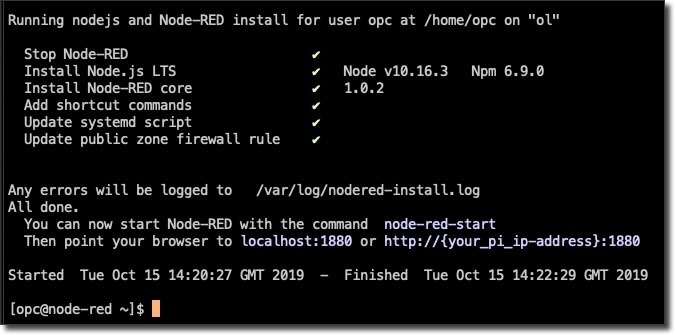 Running nodejs and Node-RED install for user opc at /home/opc on "ol"
Stop Node-RED ✔
Install Node.js LTS ✔ Node v10.16.3 Npm 6.9.0
Install Node-RED core ✔ 1.0.2
Add shortcut commands ✔
Update systemd script ✔
Update public zone firewall rule ✔
Any errors will be logged to /var/log/nodered-install.log
All done.
You can now start Node-RED with the command node-red-start
Then point your browser to localhost:1880 or http://{your_pi_ip-address}:1880
Started Tue Oct 15 14:20:27 GMT 2019 - Finished Tue Oct 15 14:22:29 GMT 2019
[opc@node-red ~]$